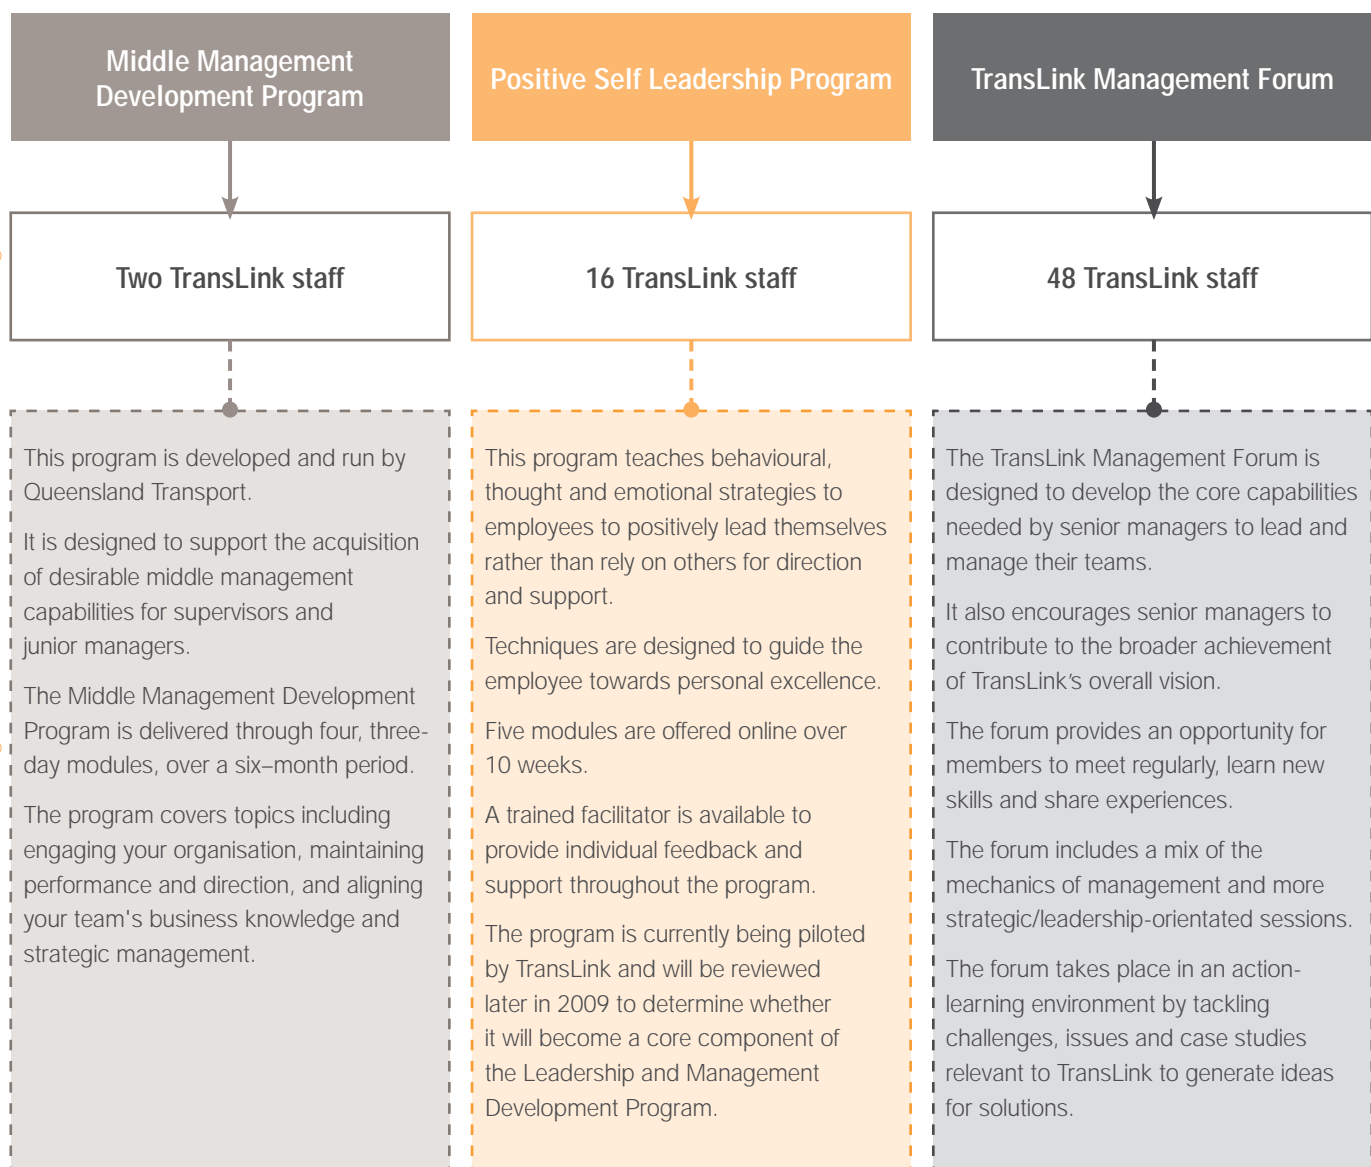 Middle Management
Development Program
Two TransLink staff
This program is developed and run by
Queensland Transport.
It is designed to support the acquisition
of desirable middle management
capabilities for supervisors and
junior managers.
The Middle Management Development
Program is delivered through four, three-
day modules, over a six–month period.
The program covers topics including
engaging your organisation, maintaining
performance and direction, and aligning
your team's business knowledge and
strategic management.
Positive Self Leadership Program
16 TransLink staff
This program teaches behavioural,
thought and emotional strategies to
employees to positively lead themselves
rather than rely on others for direction
and support.
Techniques are designed to guide the
employee towards personal excellence.
Five modules are offered online over
10 weeks.
A trained facilitator is available to
provide individual feedback and
support throughout the program.
The program is currently being piloted
by TransLink and will be reviewed
later in 2009 to determine whether
it will become a core component of
the Leadership and Management
Development Program.
TransLink Management Forum
48 TransLink staff
The TransLink Management Forum is
designed to develop the core capabilities
needed by senior managers to lead and
manage their teams.
It also encourages senior managers to
contribute to the broader achievement
of TransLink’s overall vision.
The forum provides an opportunity for
members to meet regularly, learn new
skills and share experiences.
The forum includes a mix of the
mechanics of management and more
strategic/leadership-orientated sessions.
The forum takes place in an action-
learning environment by tackling
challenges, issues and case studies
relevant to TransLink to generate ideas
for solutions.